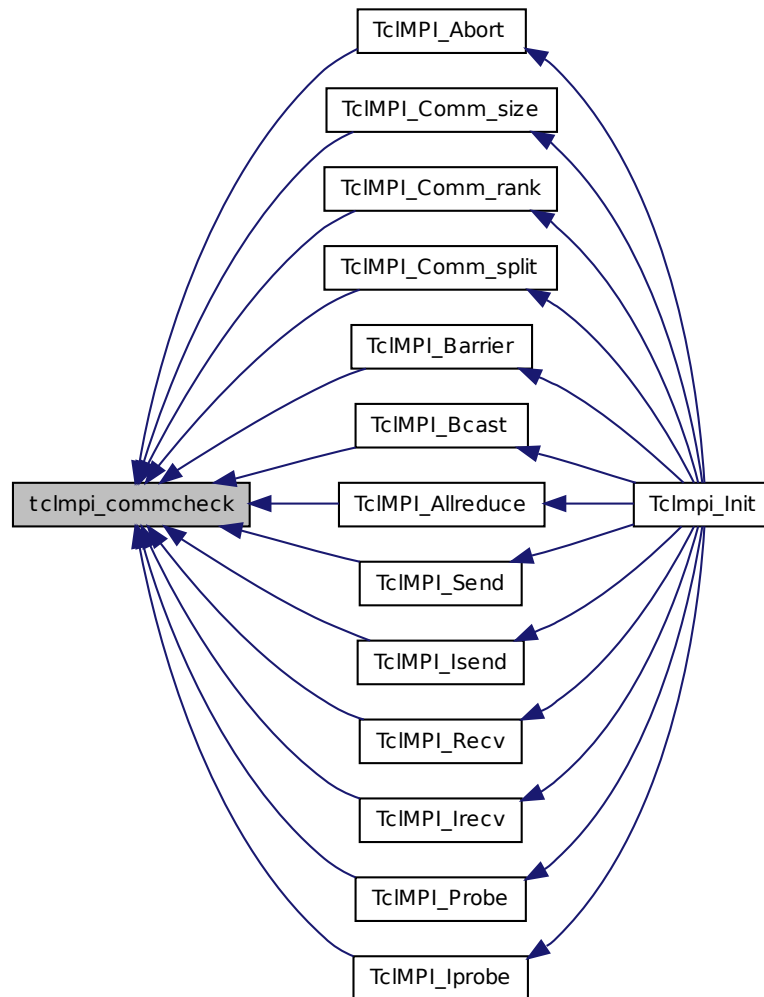 TclMPI_Abort
TclMPI_Comm_size
TclMPI_Comm_rank
TclMPI_Comm_split
TclMPI_Barrier
TclMPI_Bcast
tclmpi_commcheck
TclMPI_Allreduce
Tclmpi_Init
TclMPI_Send
TclMPI_Isend
TclMPI_Recv
TclMPI_Irecv
TclMPI_Probe
TclMPI_Iprobe